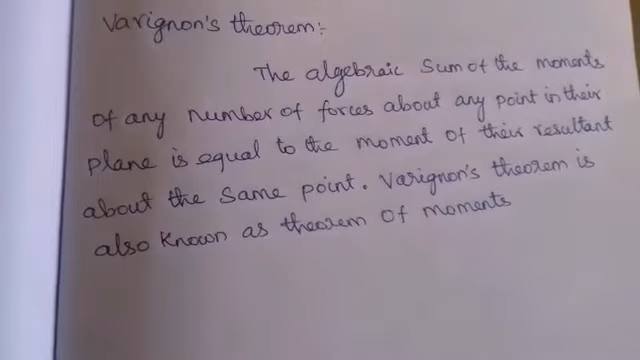 Varignon's theorem:-
The algebraic Sum of the moments
of any number of forces about any point in their
plane is equal to the moment of their resultant
about the same point. Varignon's theorem is
also known as theorem of moments